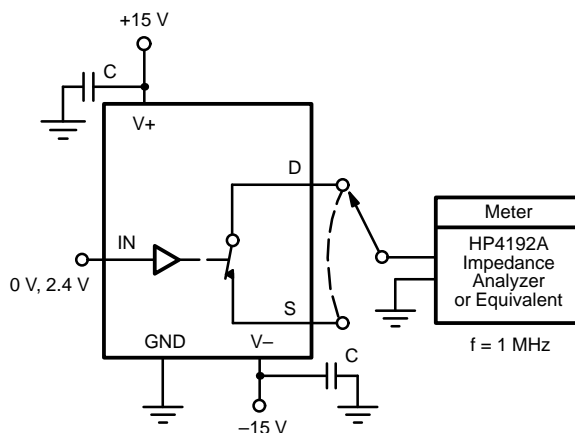 +15 V
C
V+
D
Meter
IN
HP4192A
Impedance
Analyzer
or Equivalent
0 V, 2.4 V
S
GND
V–
C
f = 1 MHz
–15 V